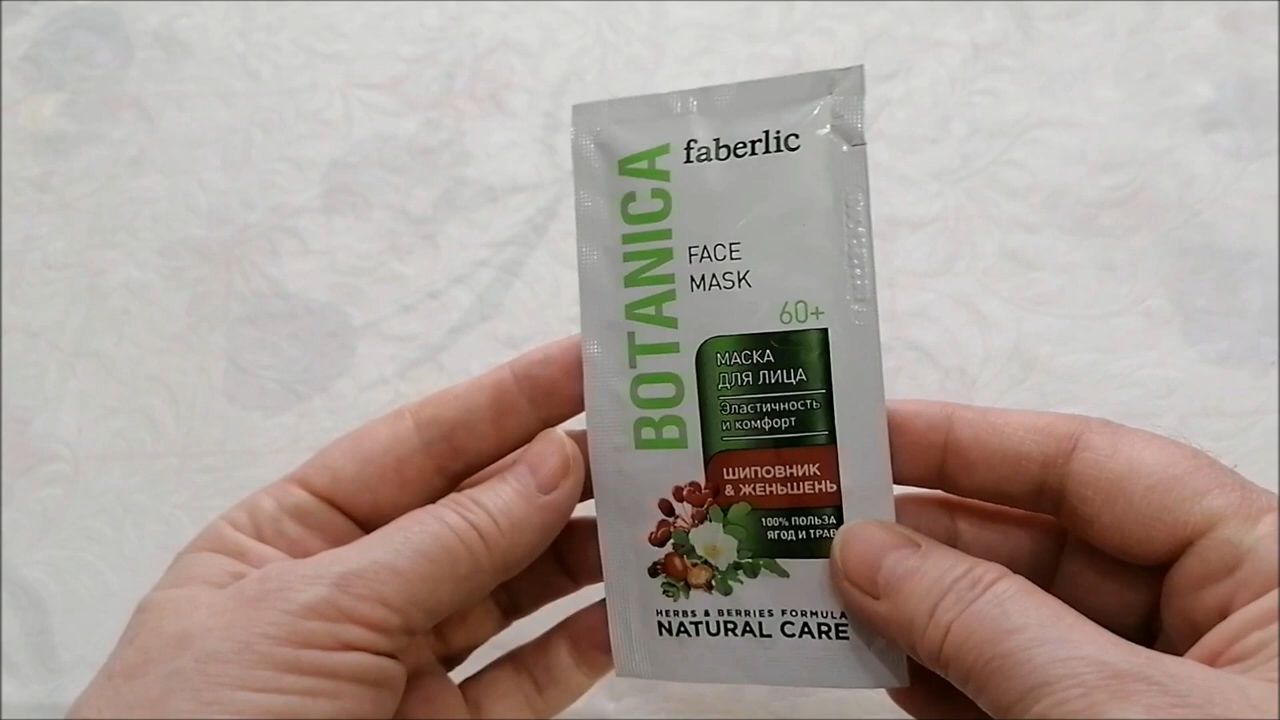 faberlic
BOTANICA
FACE
MASK
60+
МАСКА
ДЛЯ ЛИЦА
Эластичность
и комфорт
ШИПОВНИК
& ЖЕНЬШЕНЬ
100% ПОЛЬЗА
ЯГОД И ТРАВ
HERBS & BERRIES FORMULA
NATURAL CARE